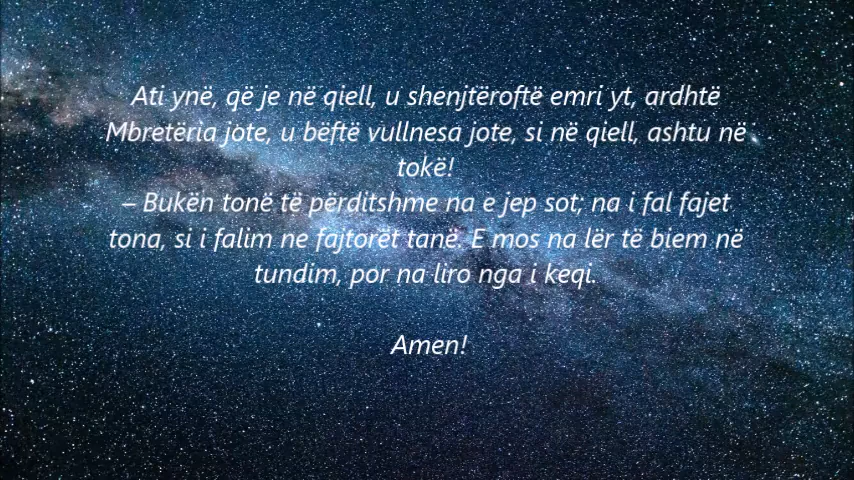 Ati ynë, që je në qiell, u shenjtëroftë emri yt, ardhtë
Mbretëria jote, u bëftë vullnesa jote, si në qiell, ashtu në
tokë!
– Bukën tonë të përditshme na e jep sot; na i fal fajet
tona, si i falim ne fajtorët tanë. E mos na lër të biem në
tundim, por na liro nga i keqi.
Amen!